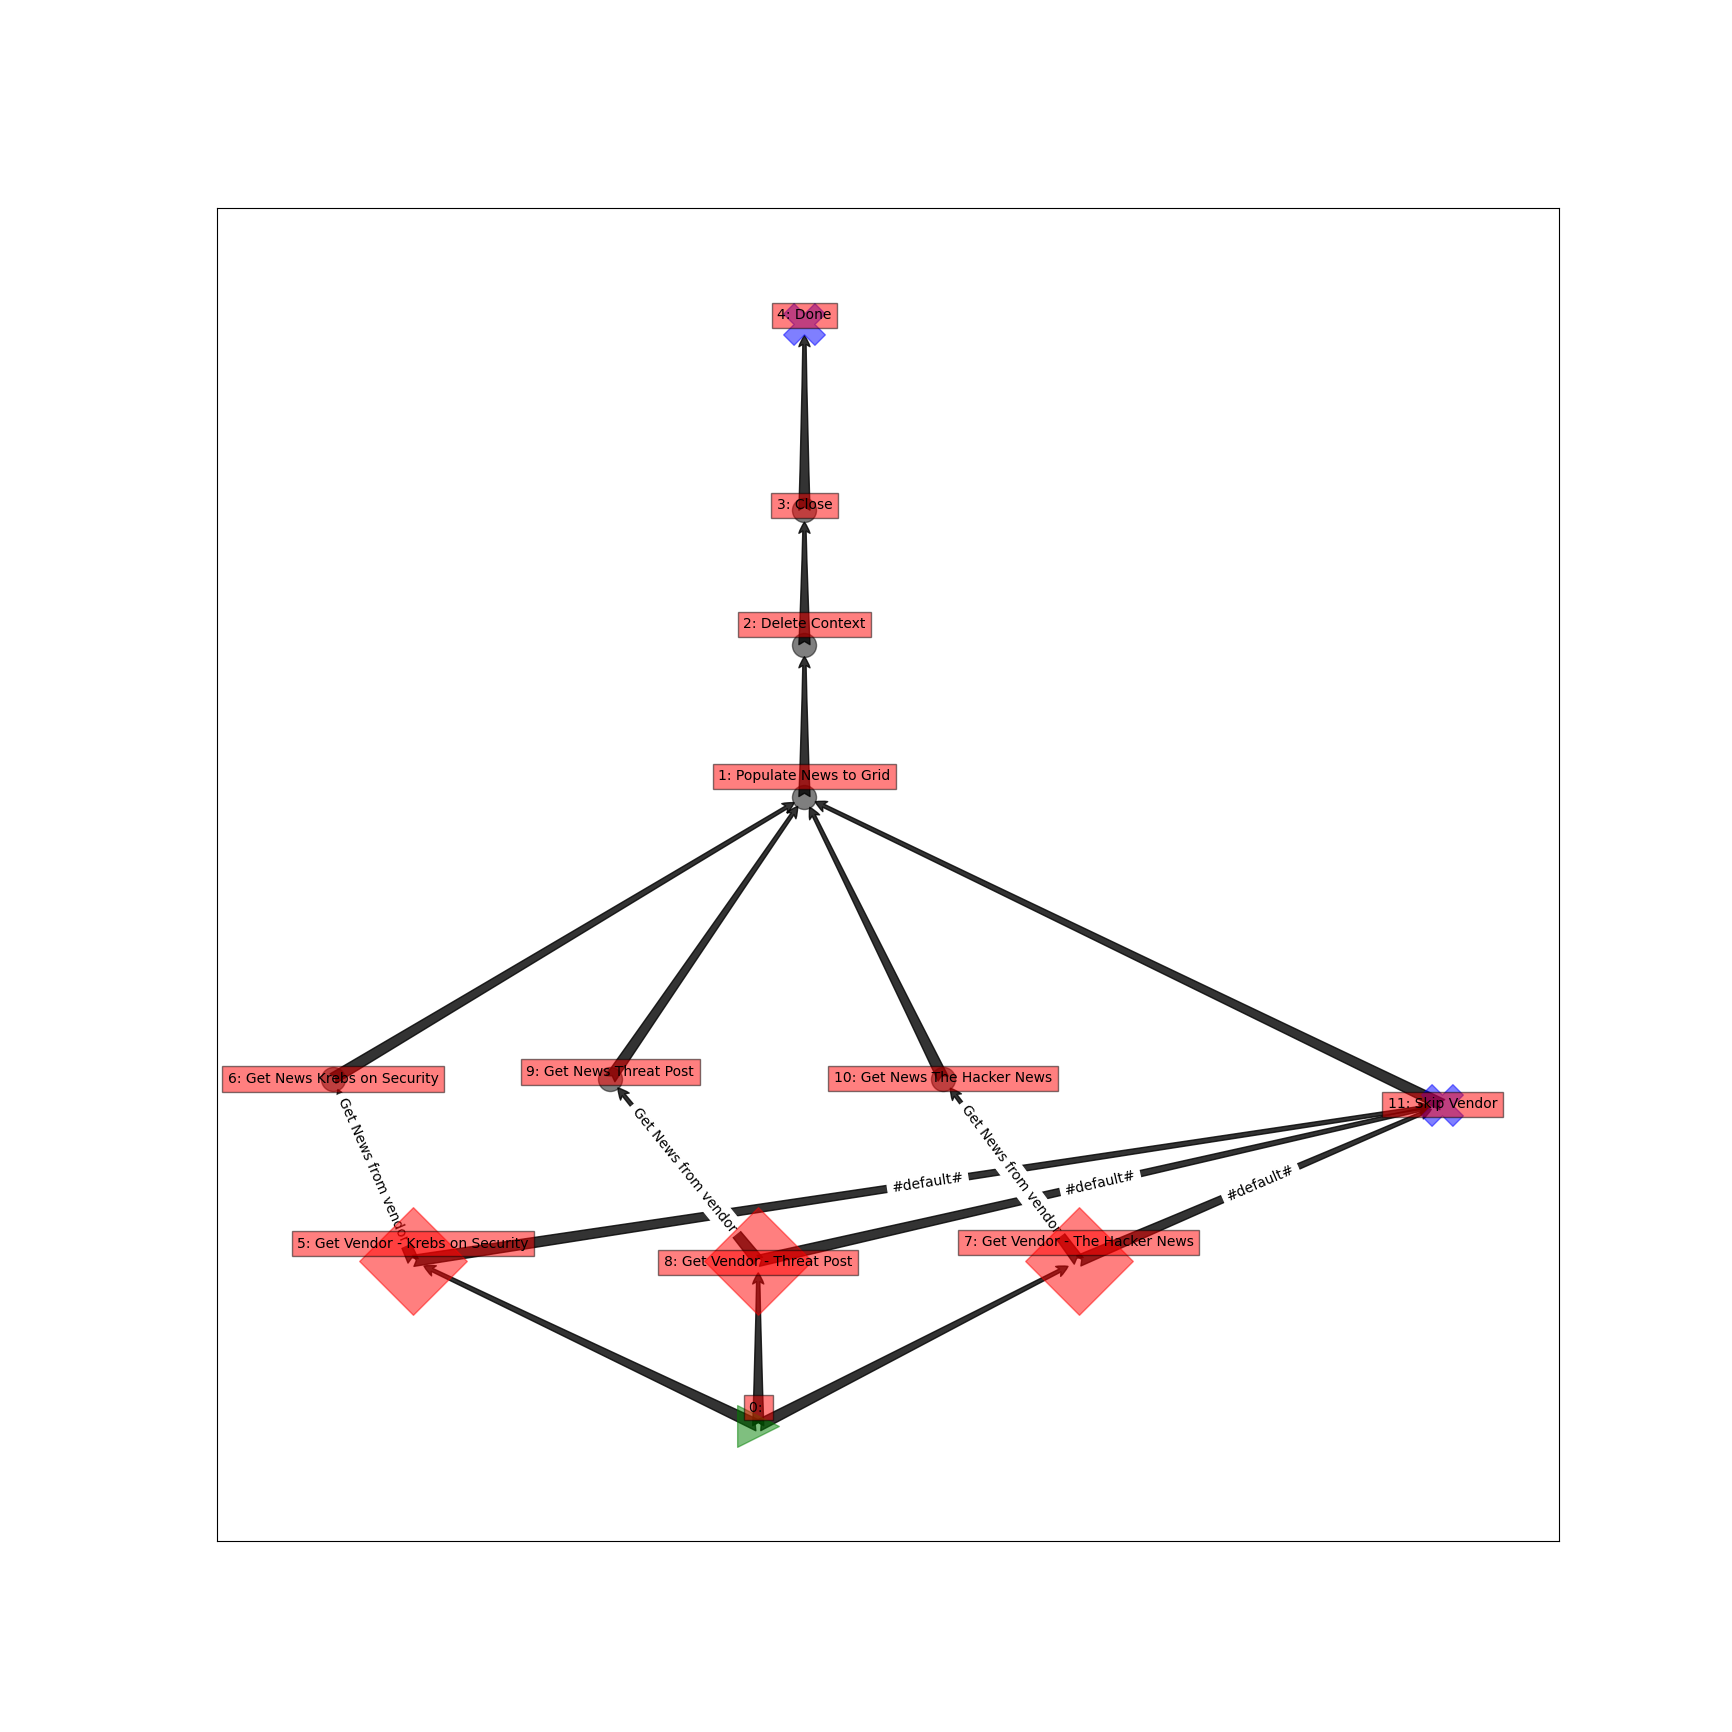 4: Done
3: Close
2: Delete Context
1: Populate News to Grid
6: Get News Krebs on Security
9: Get News Threat Post
10: Get News The Hacker News
11: Skip Vendor
Get News from vendor
Get News from vendor
Get News from vendor
#default#
#default#
#default#
5: Get Vendor - Krebs on Security
8: Get Vendor - Threat Post
7: Get Vendor - The Hacker News
0: